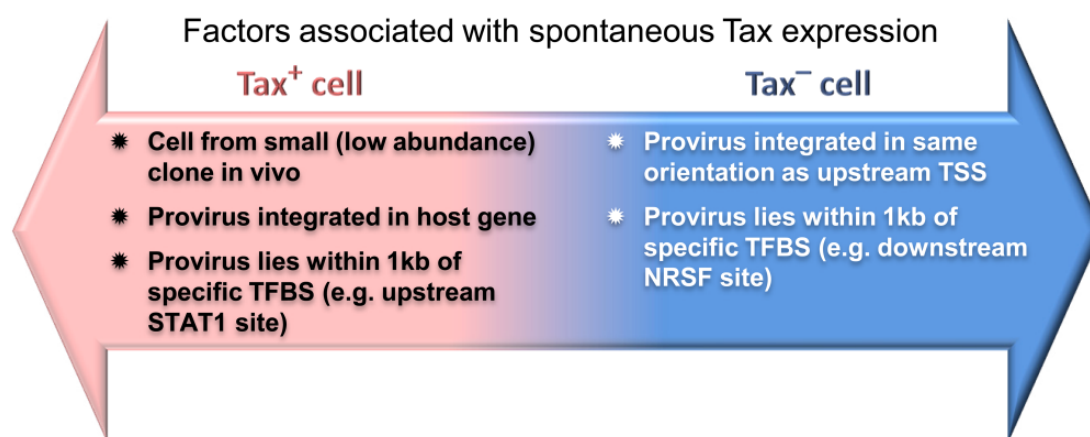 Factors associated with spontaneous Tax expression
Tax⁺ cell
✹ Cell from small (low abundance)
clone in vivo
✹ Provirus integrated in host gene
✹ Provirus lies within 1kb of
specific TFBS (e.g. upstream
STAT1 site)
Tax⁻ cell
✹ Provirus integrated in same
orientation as upstream TSS
✹ Provirus lies within 1kb of
specific TFBS (e.g. downstream
NRSF site)